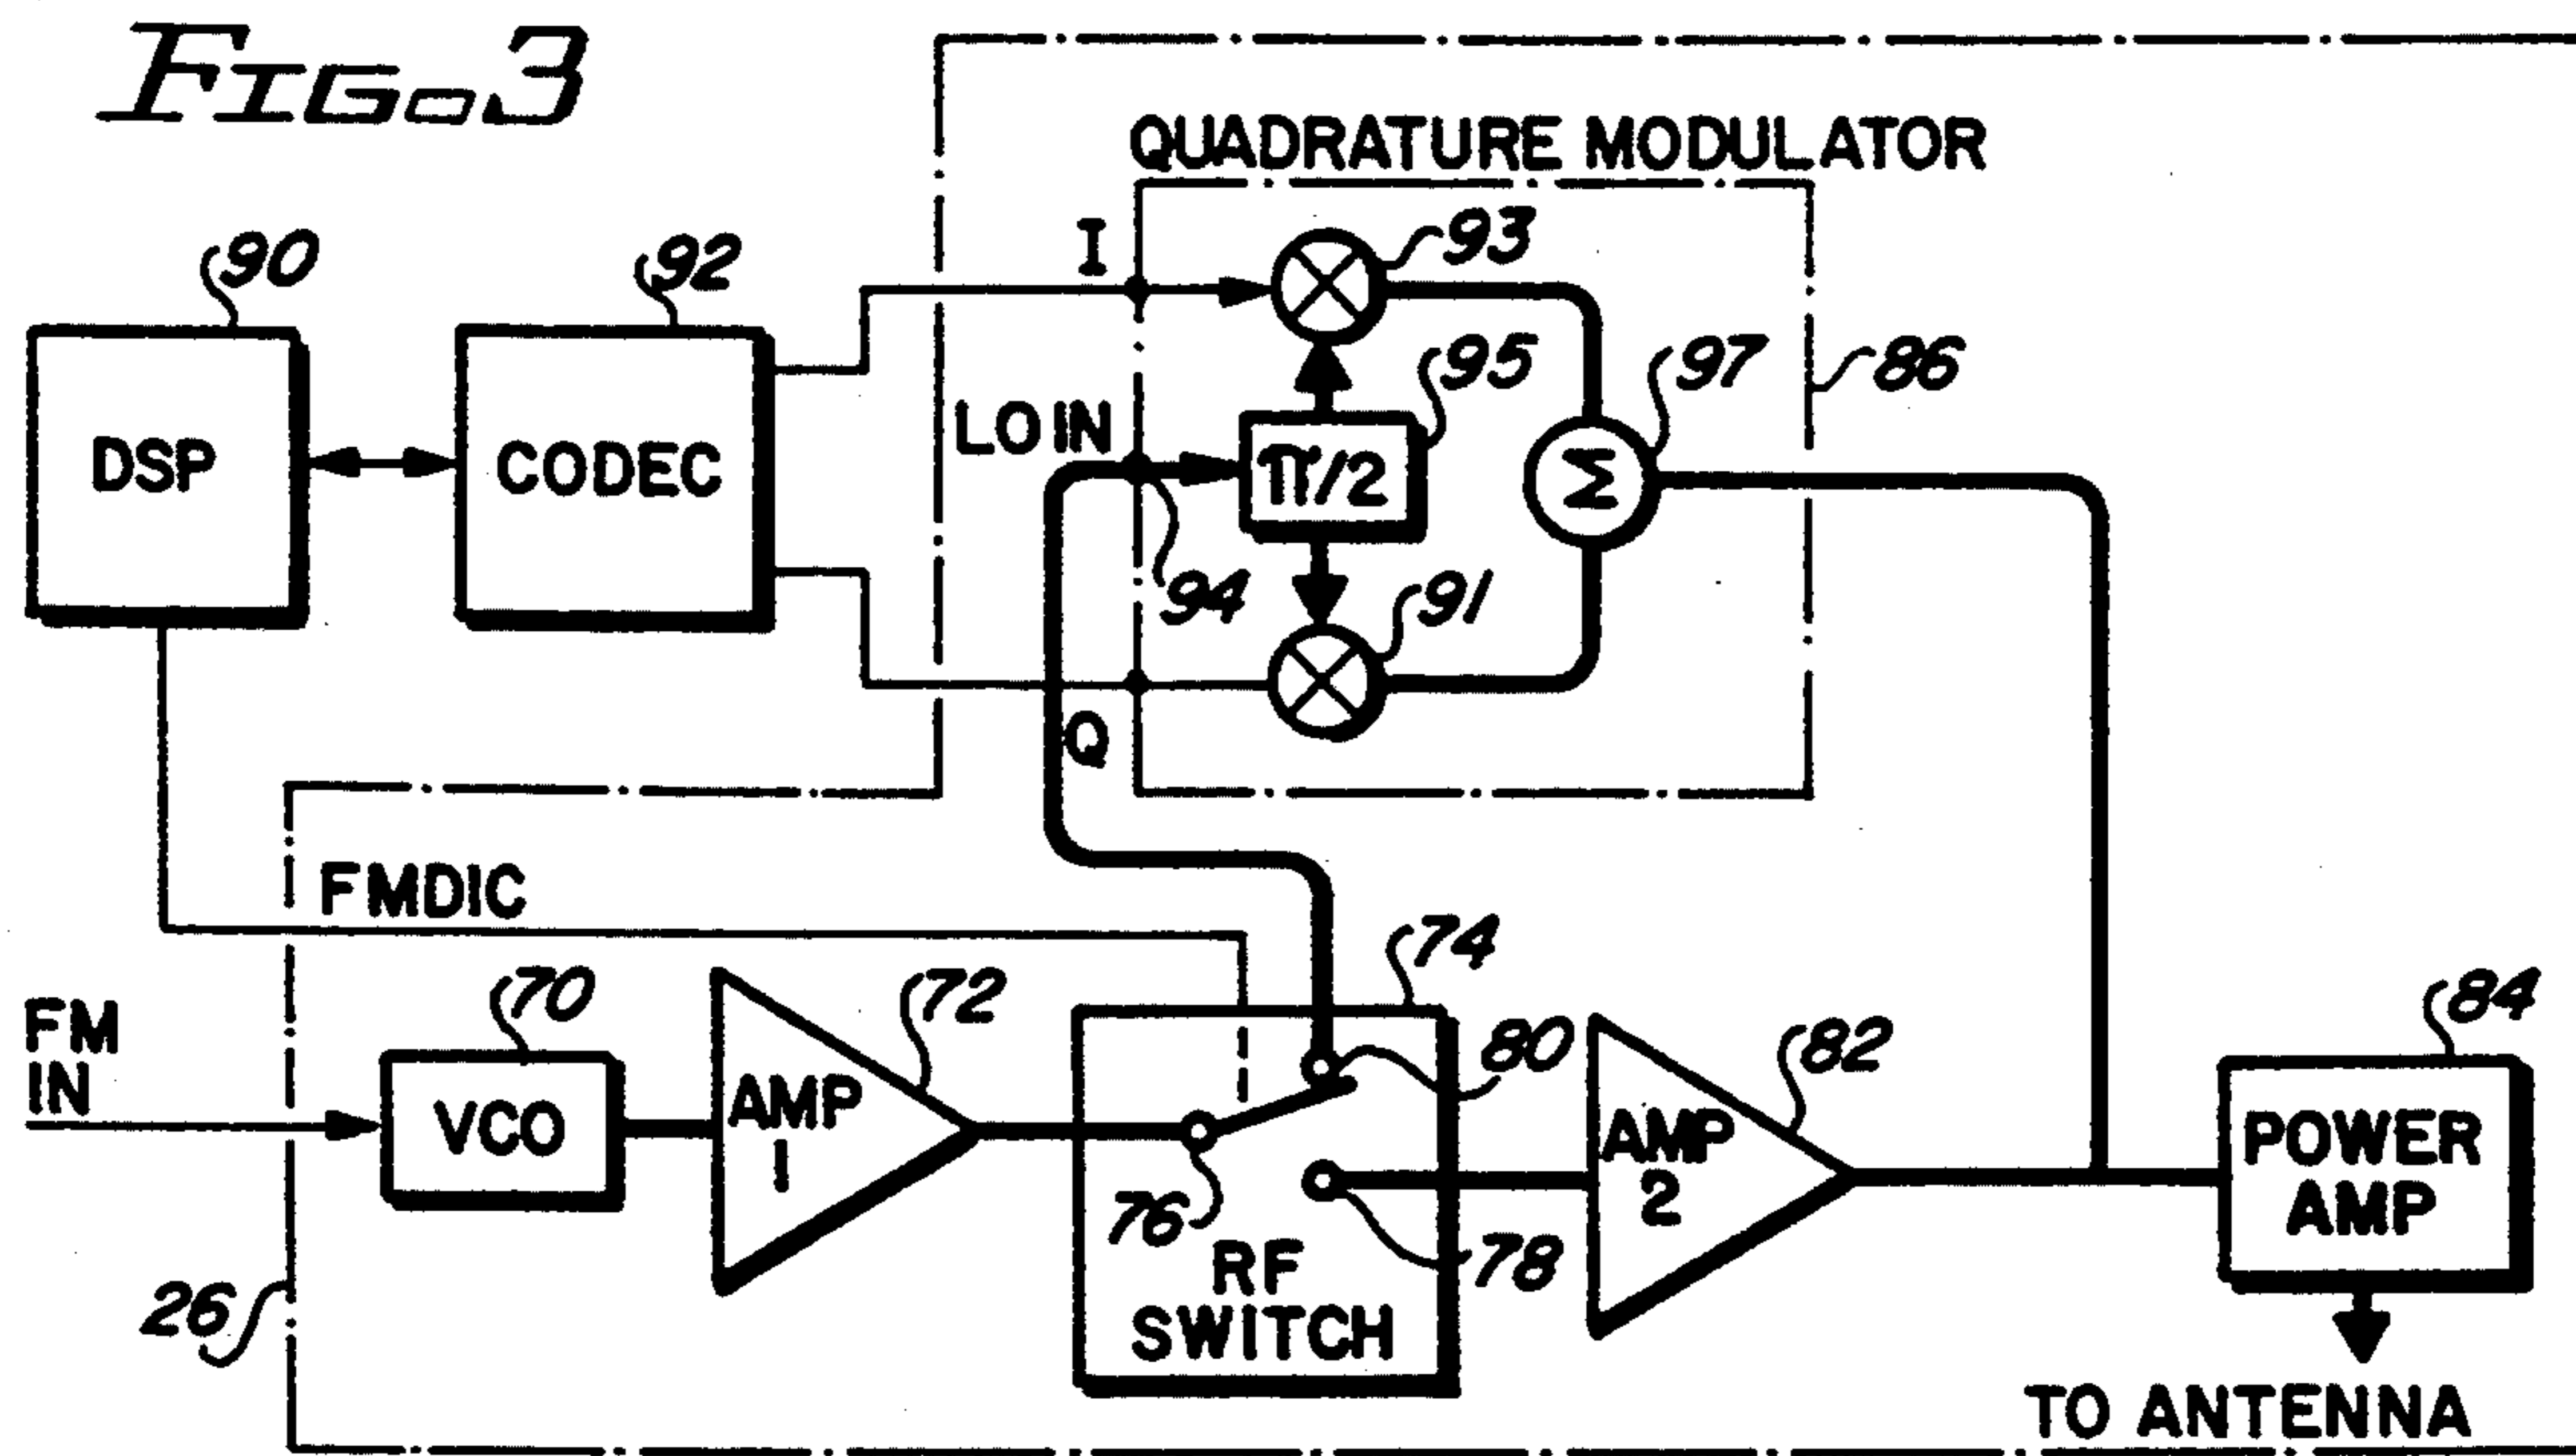 FIG. 3
QUADRATURE MODULATOR
90
92
I
93
DSP
CODEC
LO IN
π/2
95
Σ
97
86
94
91
Q
FMDIC
FM
IN
70
VCO
72
AMP
1
74
76
80
78
RF
SWITCH
82
AMP
2
84
POWER
AMP
26
TO ANTENNA